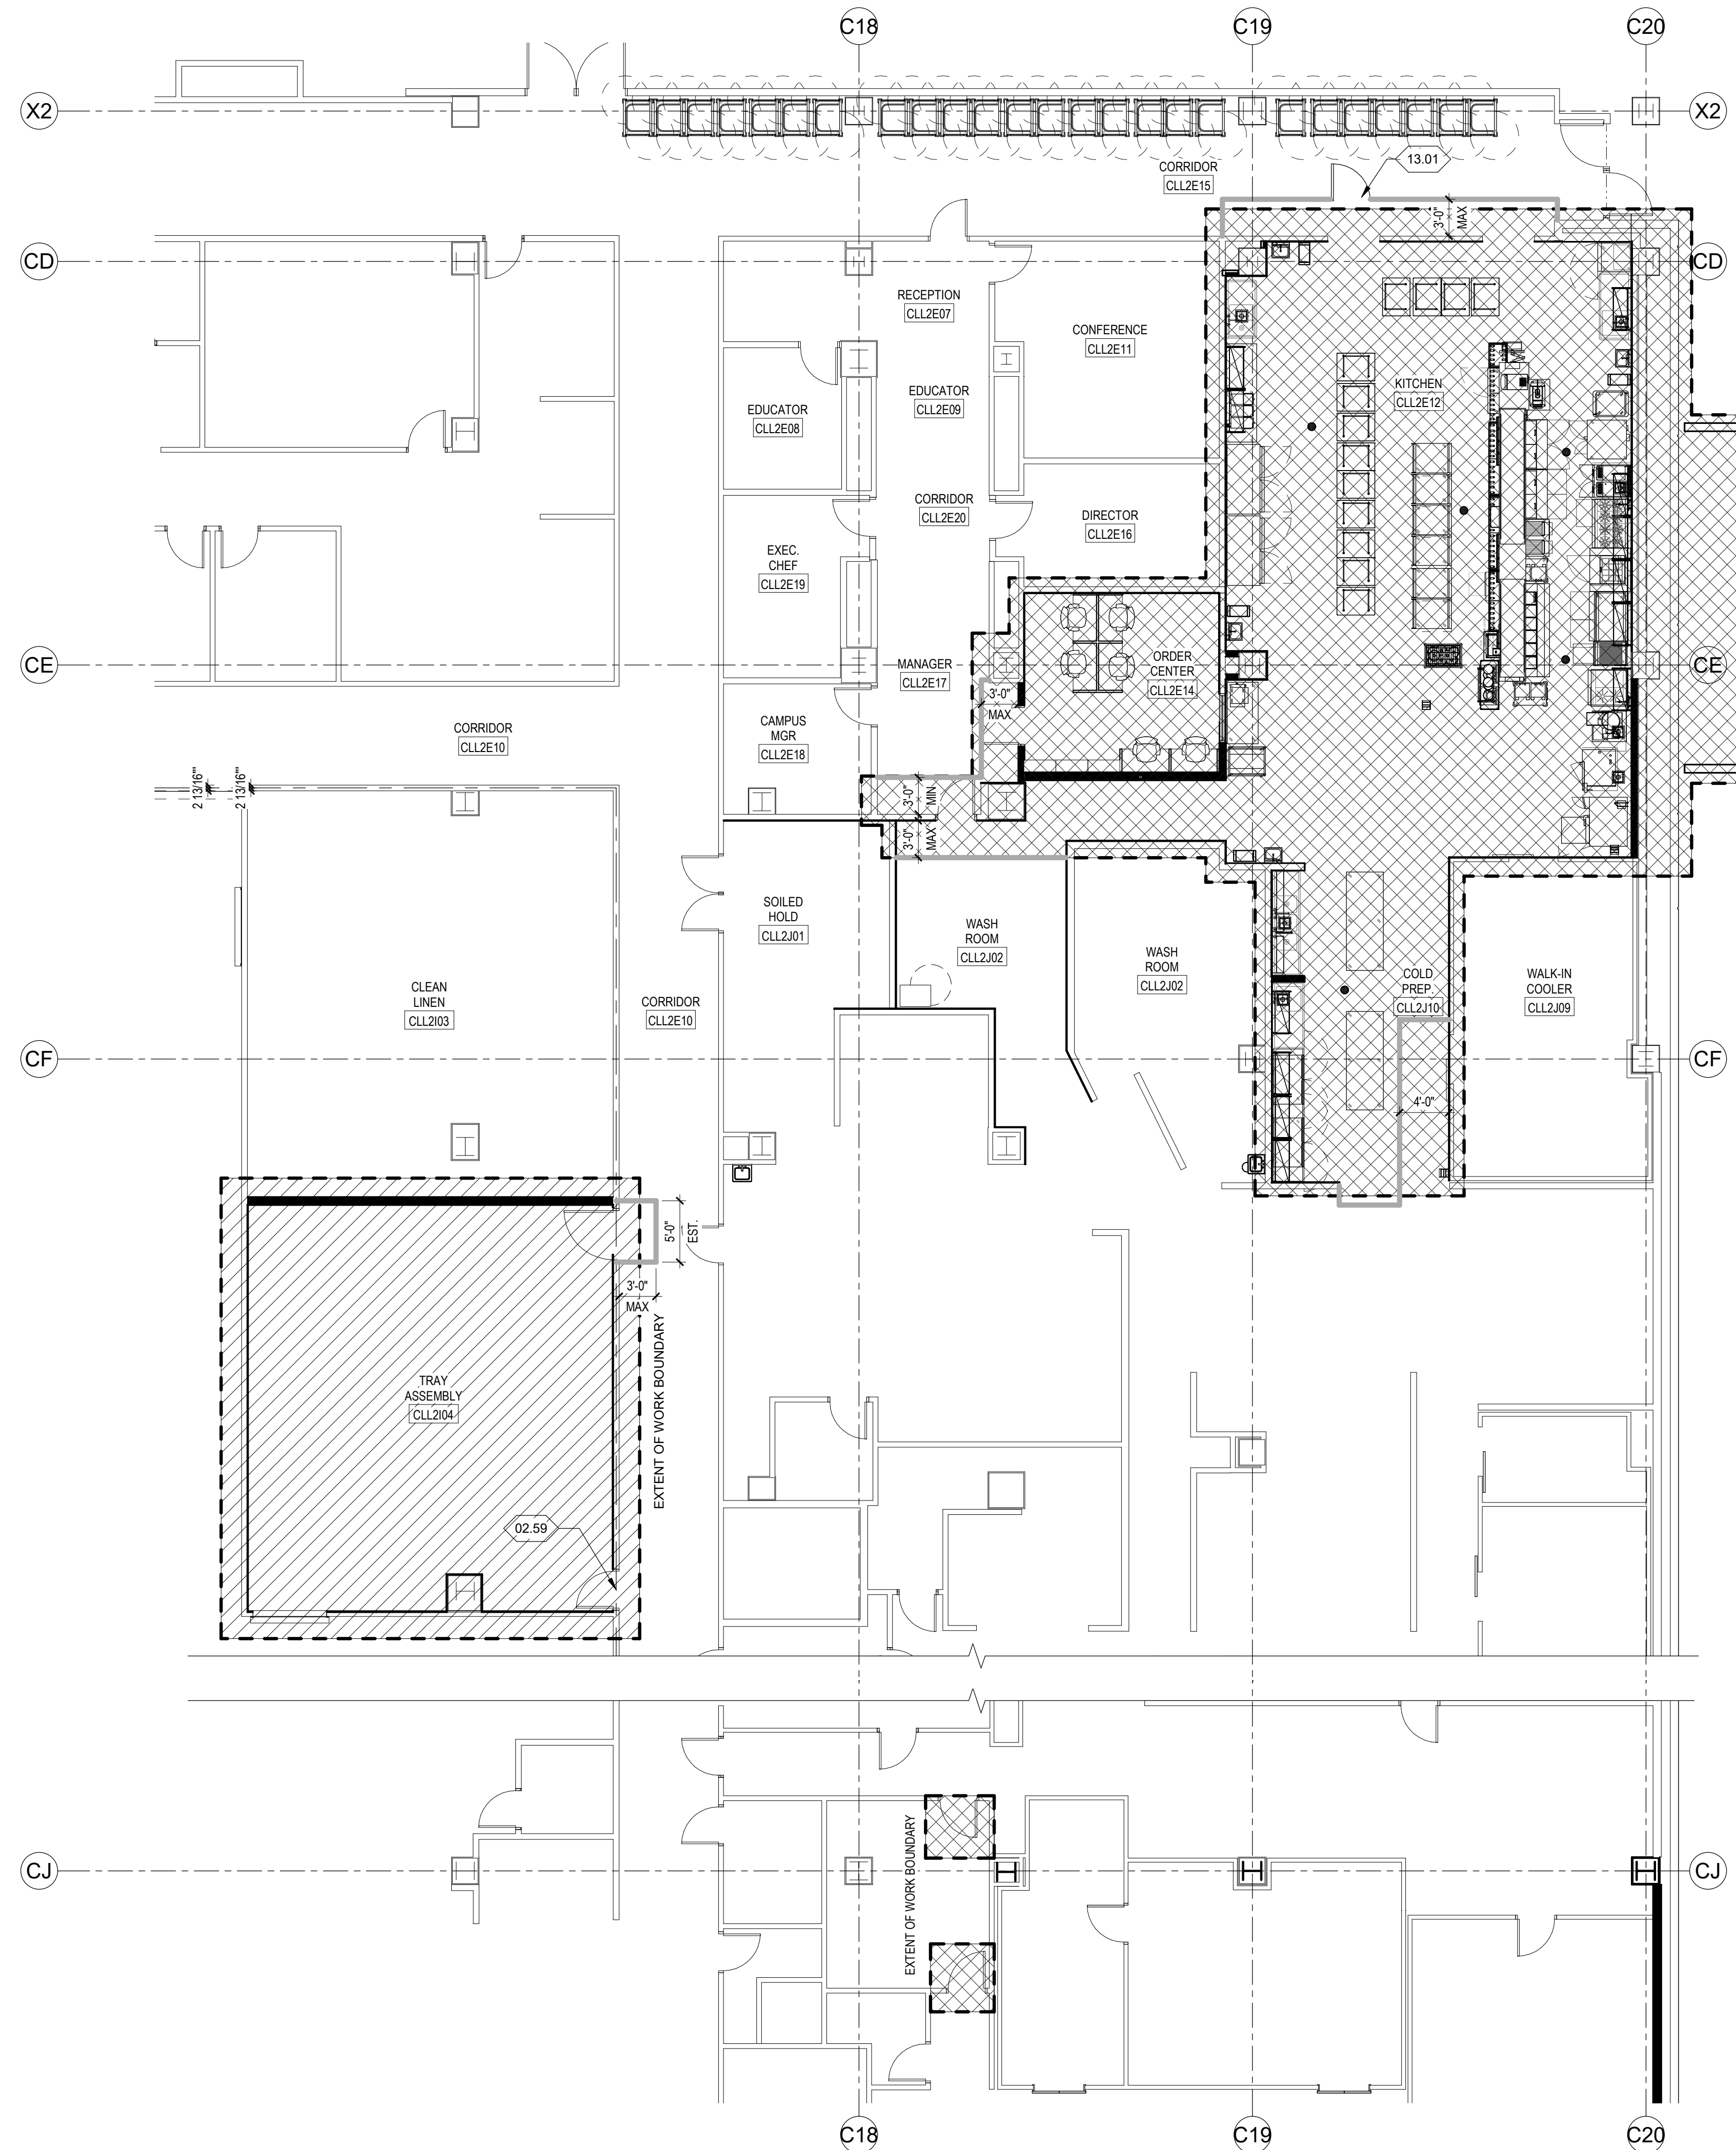 C18
C19
C20
X2
X2
13.01
CORRIDOR
CLL2E15
3'-0"
MAX
CD
CD
RECEPTION
CLL2E07
CONFERENCE
CLL2E11
KITCHEN
CLL2E12
EDUCATOR
CLL2E08
EDUCATOR
CLL2E09
CORRIDOR
CLL2E20
DIRECTOR
CLL2E16
EXEC.
CHEF
CLL2E19
CE
CE
MANAGER
CLL2E17
ORDER
CENTER
CLL2E14
3'-0"
MAX
CORRIDOR
CLL2E10
CAMPUS
MGR
CLL2E18
2 13/16"
2 13/16"
3'-0"
MIN
3'-0"
MAX
SOILED
HOLD
CLL2J01
WASH
ROOM
CLL2J02
WASH
ROOM
CLL2J02
COLD
PREP.
CLL2J10
WALK-IN
COOLER
CLL2J09
CLEAN
LINEN
CLL2I03
CORRIDOR
CLL2E10
CF
CF
4'-0"
5'-0"
EST.
3'-0"
MAX
EXTENT OF WORK BOUNDARY
TRAY
ASSEMBLY
CLL2I04
02.59
EXTENT OF WORK BOUNDARY
CJ
CJ
C18
C19
C20